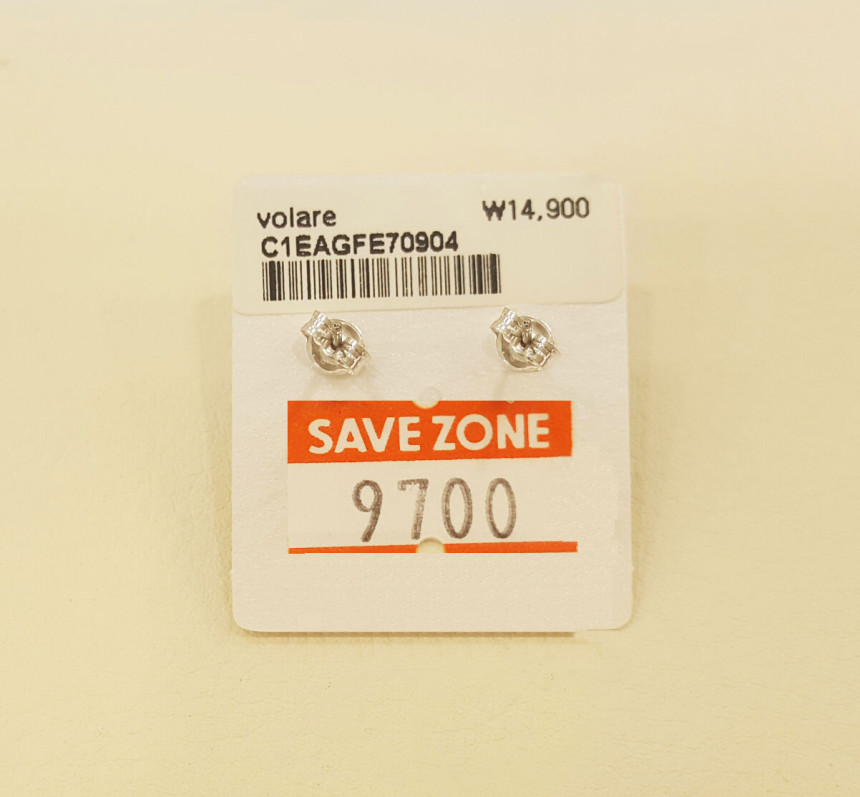 volare ₩14,900
C1EAGFE70904
SAVE ZONE
9700